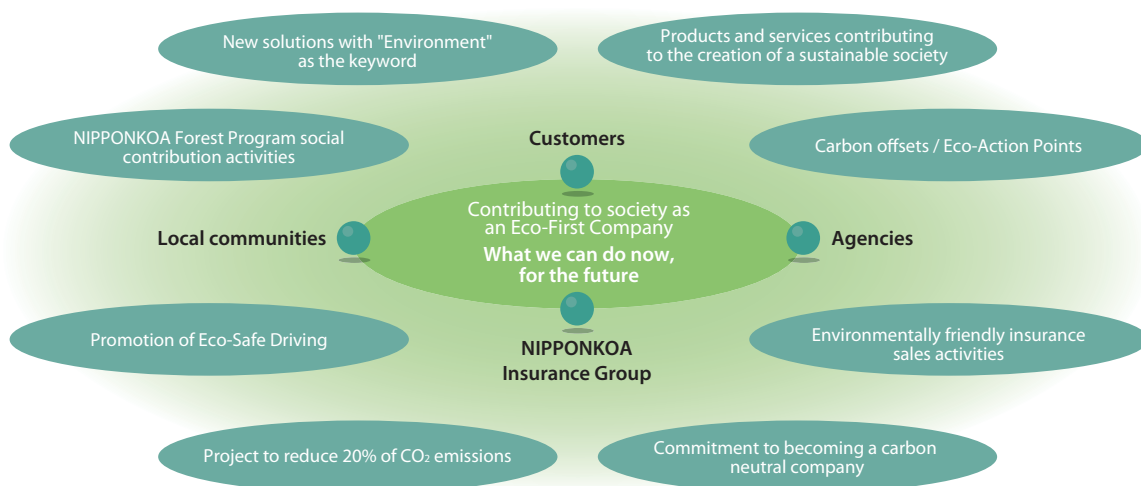 New solutions with "Environment"
as the keyword
Products and services contributing
to the creation of a sustainable society
NIPPONKOA Forest Program social
contribution activities
Customers
Carbon offsets / Eco-Action Points
Contributing to society as
an Eco-First Company
Local communities
What we can do now,
for the future
Agencies
Promotion of Eco-Safe Driving
NIPPONKOA
Insurance Group
Environmentally friendly insurance
sales activities
Project to reduce 20% of CO₂ emissions
Commitment to becoming a carbon
neutral company